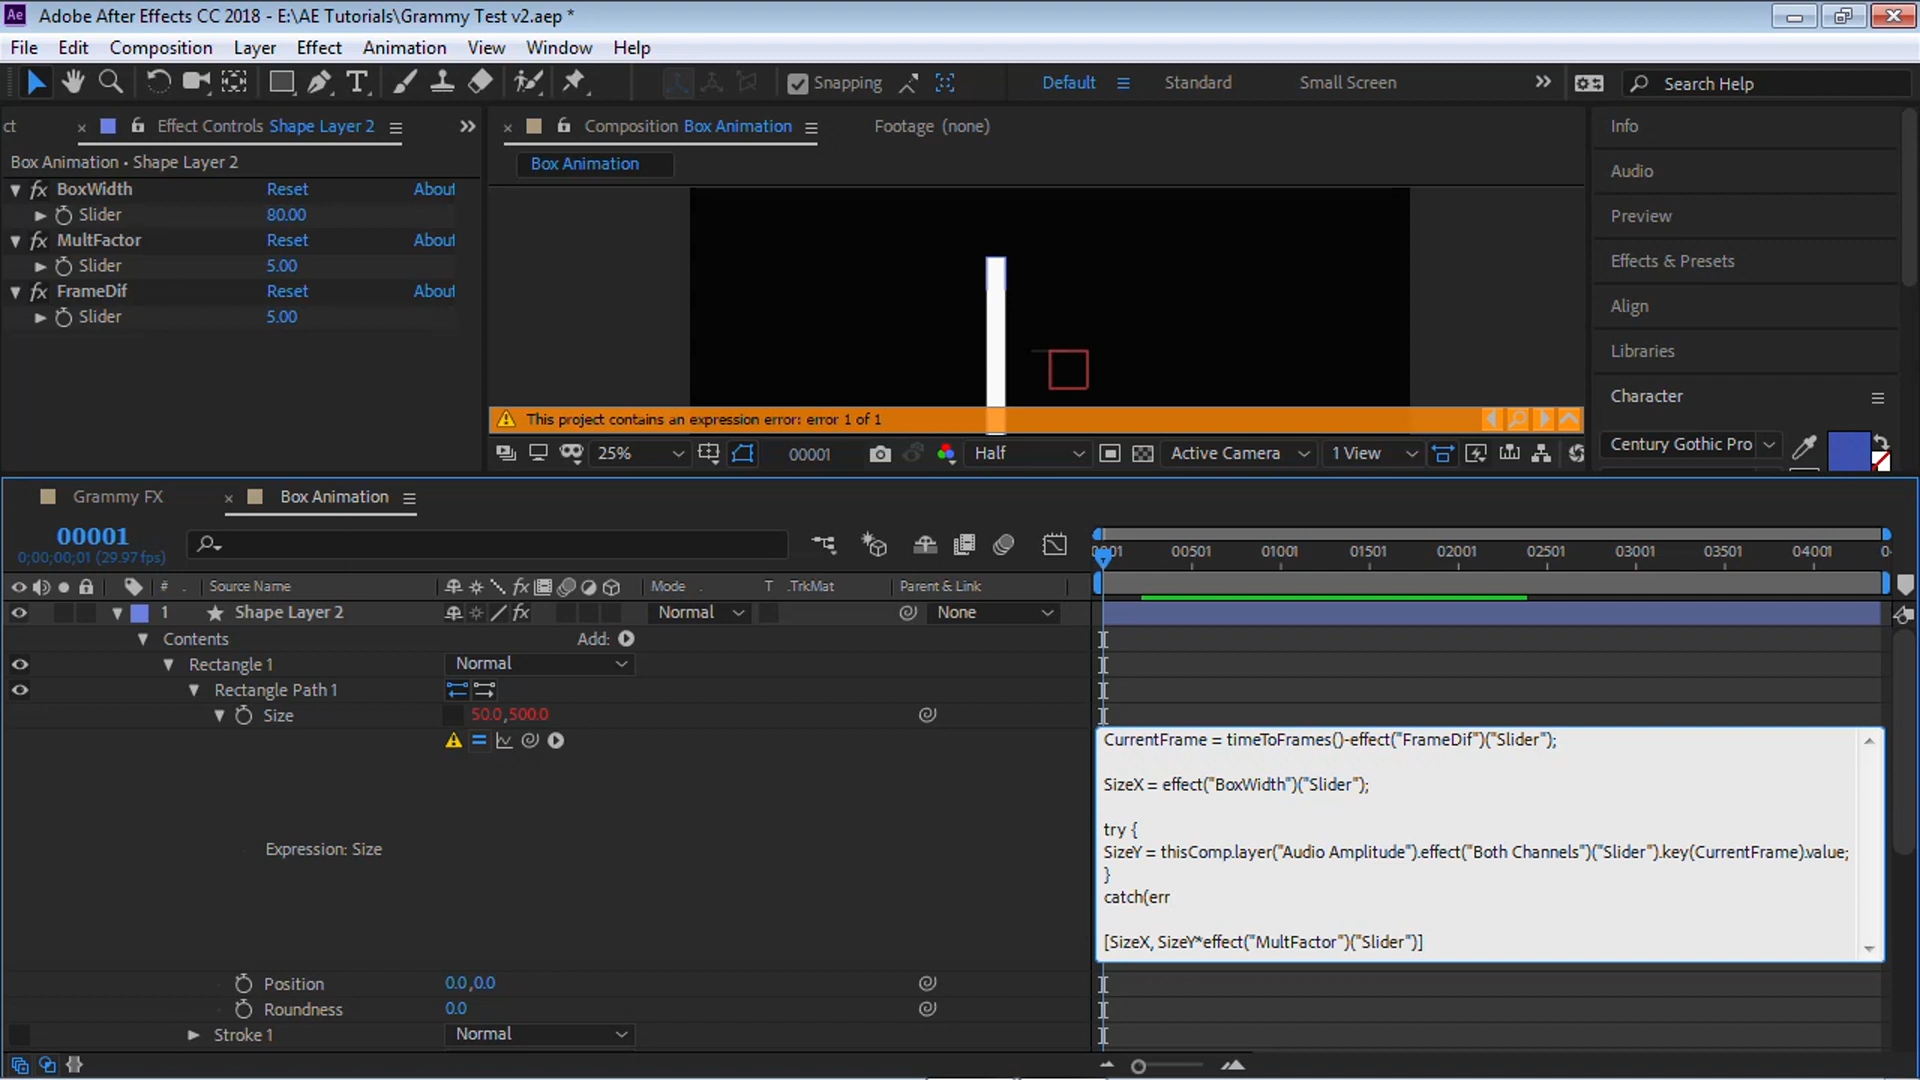 Ae Adobe After Effects CC 2018 - E:\AE Tutorials\Grammy Test v2.aep *
File Edit Composition Layer Effect Animation View Window Help
T Snapping Default Standard Small Screen Search Help
ct Effect Controls Shape Layer 2
Box Animation • Shape Layer 2
fx BoxWidth Reset About
Slider 80.00
fx MultFactor Reset About
Slider 5.00
fx FrameDif Reset About
Slider 5.00
Composition Box Animation Footage (none)
Box Animation
This project contains an expression error: error 1 of 1
25% 00001 Half Active Camera 1 View
Info
Audio
Preview
Effects & Presets
Align
Libraries
Character
Century Gothic Pro
Grammy FX Box Animation
00001
0;00;00;01 (29.97 fps)
0001 00501 01001 01501 02001 02501 03001 03501 04001 0
# Source Name fx Mode T .TrkMat Parent & Link
1 Shape Layer 2 fx Normal None
Contents Add:
Rectangle 1 Normal
Rectangle Path 1
Size 50.0,500.0
Expression: Size
CurrentFrame = timeToFrames()-effect("FrameDif")("Slider");
SizeX = effect("BoxWidth")("Slider");
try {
SizeY = thisComp.layer("Audio Amplitude").effect("Both Channels")("Slider").key(CurrentFrame).value;
}
catch(err
[SizeX, SizeY*effect("MultFactor")("Slider")]
Position 0.0,0.0
Roundness 0.0
Stroke 1 Normal